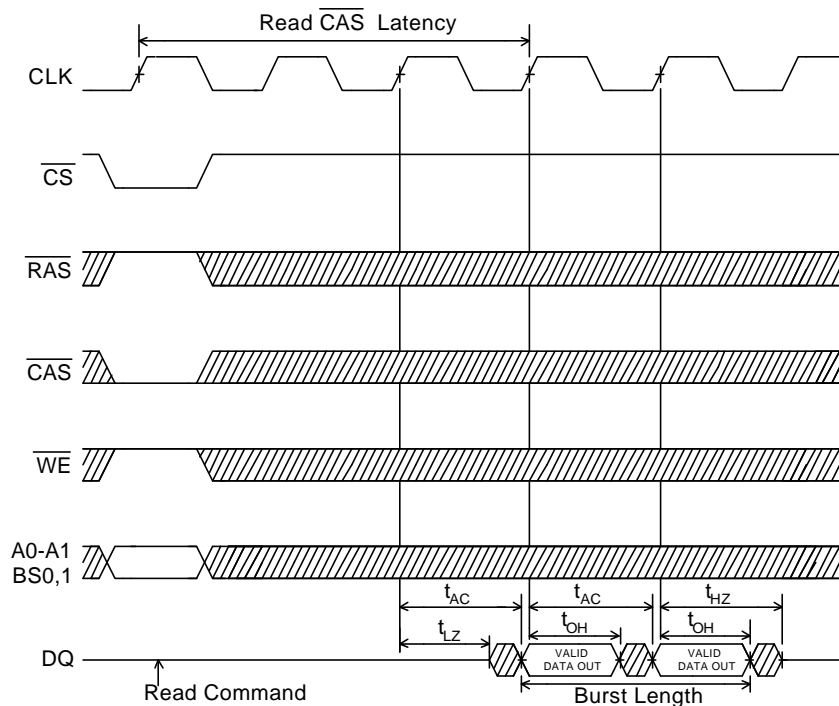 Read CAS Latency
CLK
CS
RAS
CAS
WE
A0-A1
BS0,1
tAC
tAC
tHZ
tLZ
tOH
tOH
DQ
VALID
DATA OUT
VALID
DATA OUT
Read Command
Burst Length